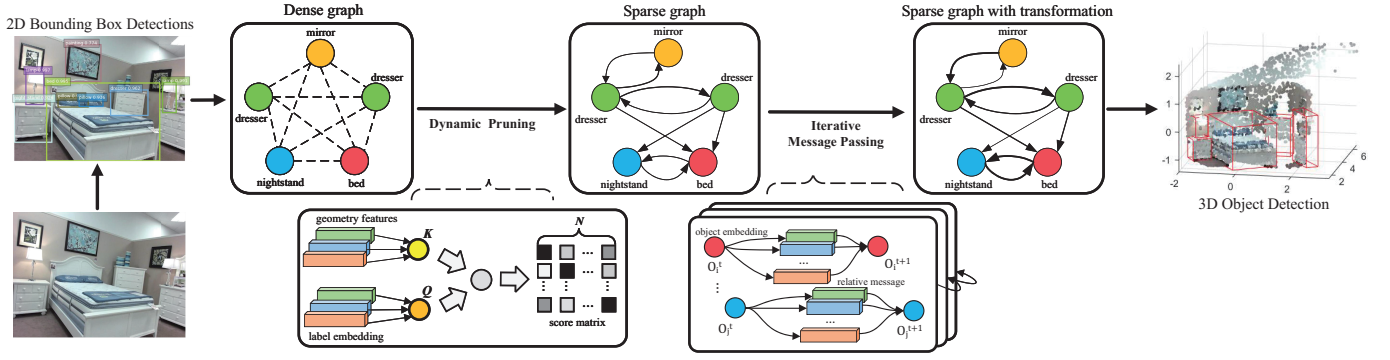 2D Bounding Box Detections
Dense graph
mirror
dresser
dresser
nightstand
bed
Dynamic Pruning
Sparse graph
mirror
dresser
dresser
nightstand
bed
Iterative
Message Passing
Sparse graph with transformation
mirror
dresser
dresser
nightstand
bed
2
1
0
-1
-2
0
2
4
6
3D Object Detection
geometry features
K
Q
label embedding
N
...
...
...
score matrix
object embedding
O_i^t
...
O_i^t+1
⋮
relative message
O_j^t
...
O_j^t+1